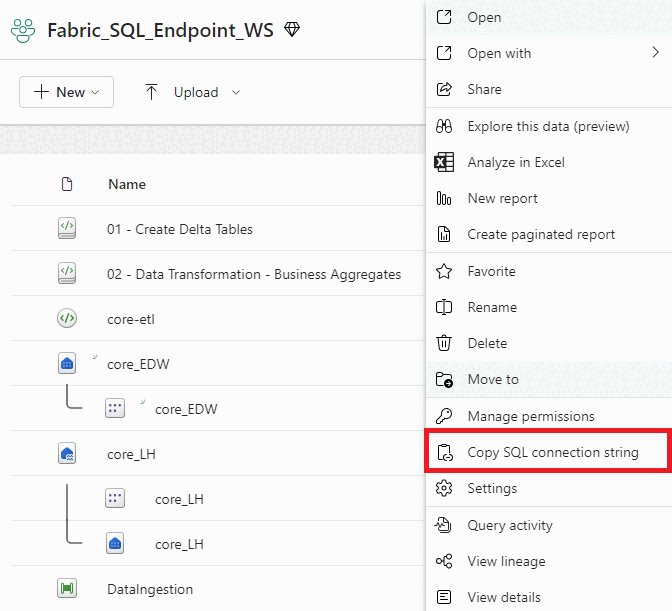 Fabric_SQL_Endpoint_WS
New
Upload
Name
01 - Create Delta Tables
02 - Data Transformation - Business Aggregates
core-etl
core_EDW
core_EDW
core_LH
core_LH
core_LH
DataIngestion
Open
Open with
Share
Explore this data (preview)
Analyze in Excel
New report
Create paginated report
Favorite
Rename
Delete
Move to
Manage permissions
Copy SQL connection string
Settings
Query activity
View lineage
View details